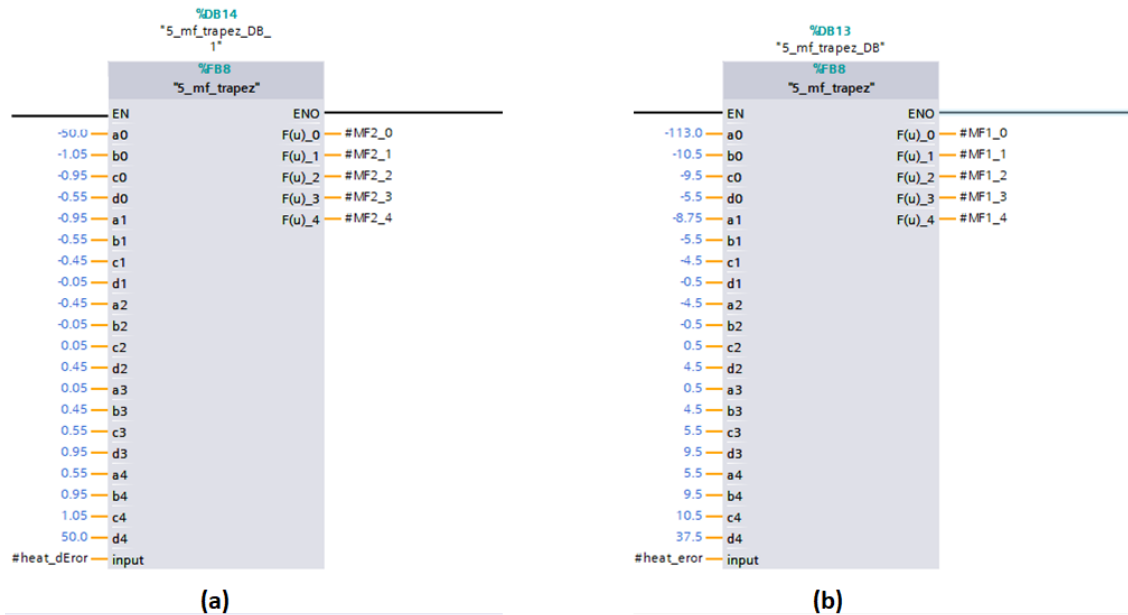 %DB14
"5_mf_trapez_DB_
1"
%FB8
"5_mf_trapez"
EN ENO
-50.0 a0 F(u)_0 #MF2_0
-1.05 b0 F(u)_1 #MF2_1
-0.95 c0 F(u)_2 #MF2_2
-0.55 d0 F(u)_3 #MF2_3
-0.95 a1 F(u)_4 #MF2_4
-0.55 b1
-0.45 c1
-0.05 d1
-0.45 a2
-0.05 b2
0.05 c2
0.45 d2
0.05 a3
0.45 b3
0.55 c3
0.95 d3
0.55 a4
0.95 b4
1.05 c4
50.0 d4
#heat_dEror input
(a)
%DB13
"5_mf_trapez_DB"
%FB8
"5_mf_trapez"
EN ENO
-113.0 a0 F(u)_0 #MF1_0
-10.5 b0 F(u)_1 #MF1_1
-9.5 c0 F(u)_2 #MF1_2
-5.5 d0 F(u)_3 #MF1_3
-8.75 a1 F(u)_4 #MF1_4
-5.5 b1
-4.5 c1
-0.5 d1
-4.5 a2
-0.5 b2
0.5 c2
4.5 d2
0.5 a3
4.5 b3
5.5 c3
9.5 d3
5.5 a4
9.5 b4
10.5 c4
37.5 d4
#heat_eror input
(b)